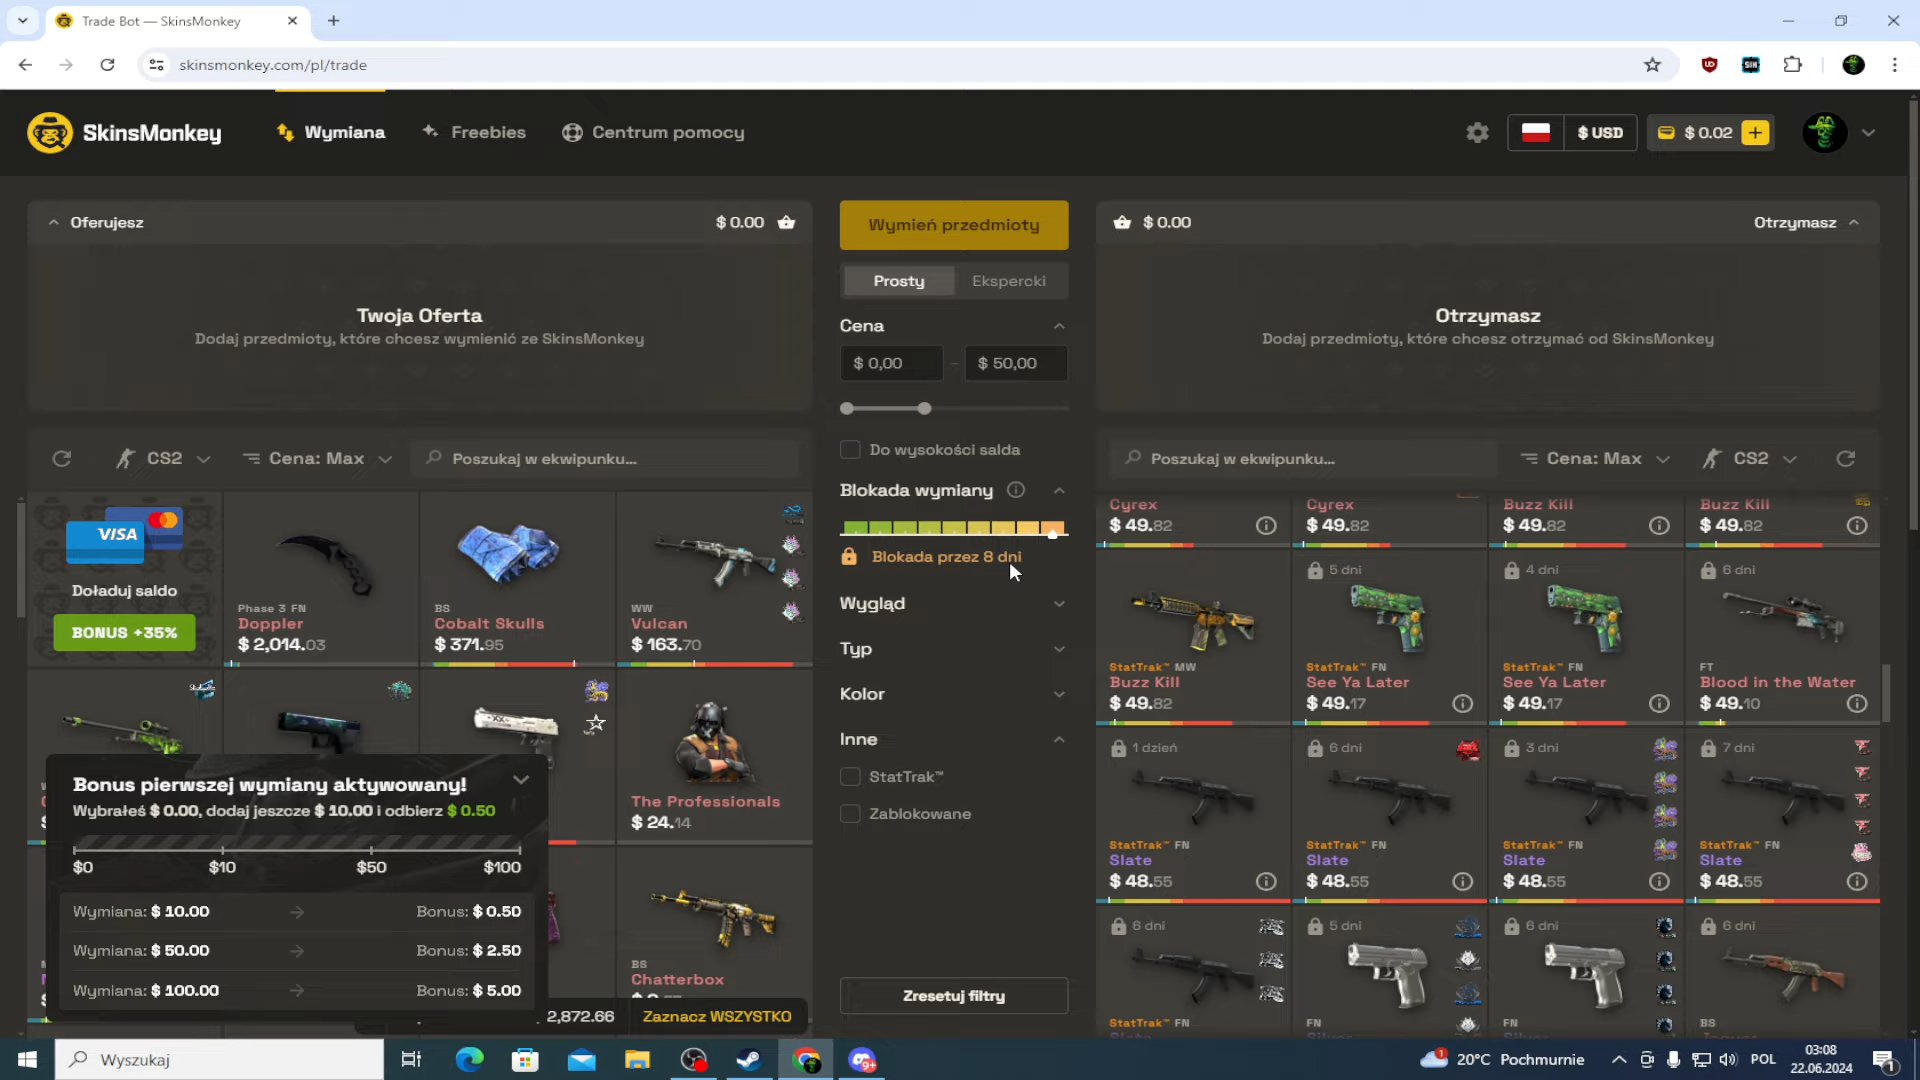 Trade Bot — SkinsMonkey
skinsmonkey.com/pl/trade
SkinsMonkey
Wymiana
Freebies
Centrum pomocy
$ USD
$ 0.02
Oferujesz
$ 0.00
Twoja Oferta
Dodaj przedmioty, które chcesz wymienić ze SkinsMonkey
Wymień przedmioty
Prosty
Ekspercki
Cena
$ 0,00
–
$ 50,00
Do wysokości salda
Blokada wymiany
Blokada przez 8 dni
Wygląd
Typ
Kolor
Inne
StatTrak™
Zablokowane
Zresetuj filtry
$ 0.00
Otrzymasz
Otrzymasz
Dodaj przedmioty, które chcesz otrzymać od SkinsMonkey
CS2
Cena: Max
Poszukaj w ekwipunku...
VISA
Doładuj saldo
BONUS +35%
Phase 3 FN
Doppler
$ 2,014.03
BS
Cobalt Skulls
$ 371.95
WW
Vulcan
$ 163.70
The Professionals
$ 24.14
BS
Chatterbox
Bonus pierwszej wymiany aktywowany!
Wybrałeś $ 0.00, dodaj jeszcze $ 10.00 i odbierz $ 0.50
$0 $10 $50 $100
Wymiana: $ 10.00 Bonus: $ 0.50
Wymiana: $ 50.00 Bonus: $ 2.50
Wymiana: $ 100.00 Bonus: $ 5.00
2,872.66
Zaznacz WSZYSTKO
Poszukaj w ekwipunku...
Cena: Max
CS2
Cyrex
$ 49.82
Cyrex
$ 49.82
Buzz Kill
$ 49.82
Buzz Kill
$ 49.82
StatTrak™ MW
Buzz Kill
$ 49.82
5 dni
StatTrak™ FN
See Ya Later
$ 49.17
4 dni
StatTrak™ FN
See Ya Later
$ 49.17
6 dni
FT
Blood in the Water
$ 49.10
1 dzień
StatTrak™ FN
Slate
$ 48.55
6 dni
StatTrak™ FN
Slate
$ 48.55
3 dni
StatTrak™ FN
Slate
$ 48.55
7 dni
StatTrak™ FN
Slate
$ 48.55
6 dni
StatTrak™ FN
5 dni
FN
6 dni
FN
6 dni
BS
Wyszukaj
9+
1
20°C Pochmurnie
POL
03:08
22.06.2024
1